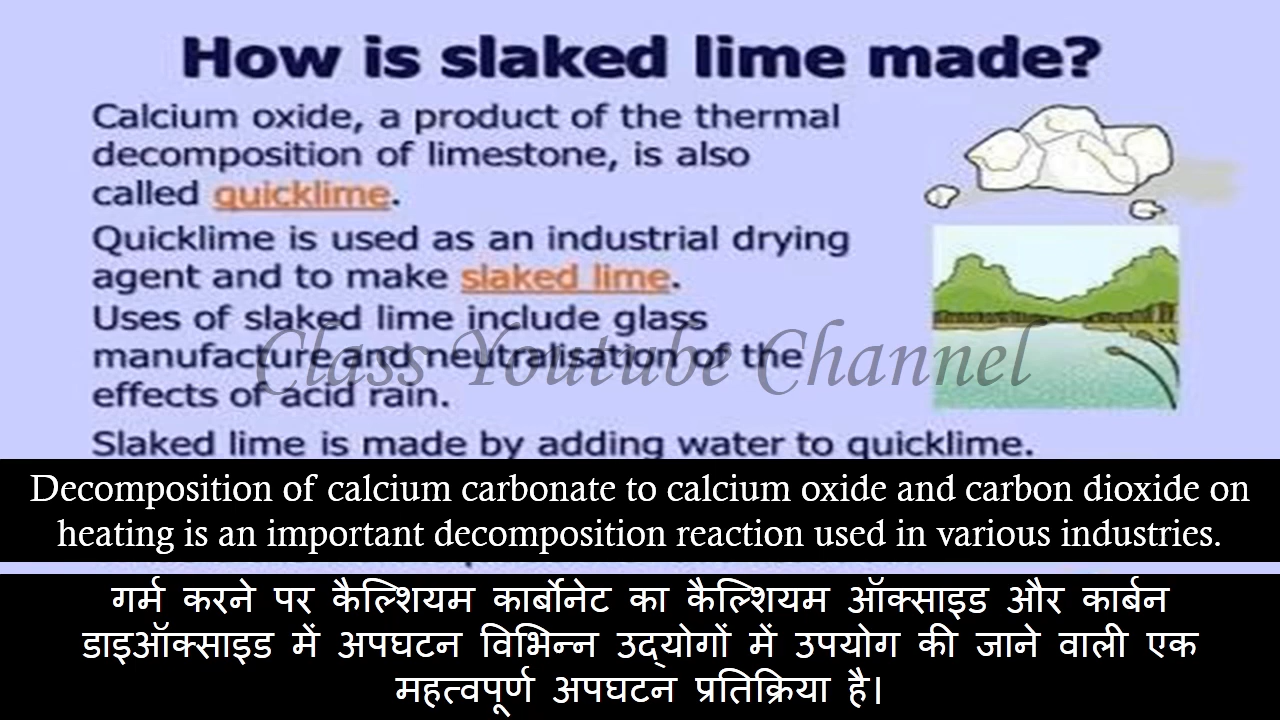 How is slaked lime made?
Calcium oxide, a product of the thermal
decomposition of limestone, is also
called quicklime.
Quicklime is used as an industrial drying
agent and to make slaked lime.
Uses of slaked lime include glass
manufacture and neutralisation of the
effects of acid rain.
Class Youtube Channel
Slaked lime is made by adding water to quicklime.
Decomposition of calcium carbonate to calcium oxide and carbon dioxide on
heating is an important decomposition reaction used in various industries.
गर्म करने पर कैल्शियम कार्बोनेट का कैल्शियम ऑक्साइड और कार्बन
डाइऑक्साइड में अपघटन विभिन्न उद्योगों में उपयोग की जाने वाली एक
महत्वपूर्ण अपघटन प्रतिक्रिया है।